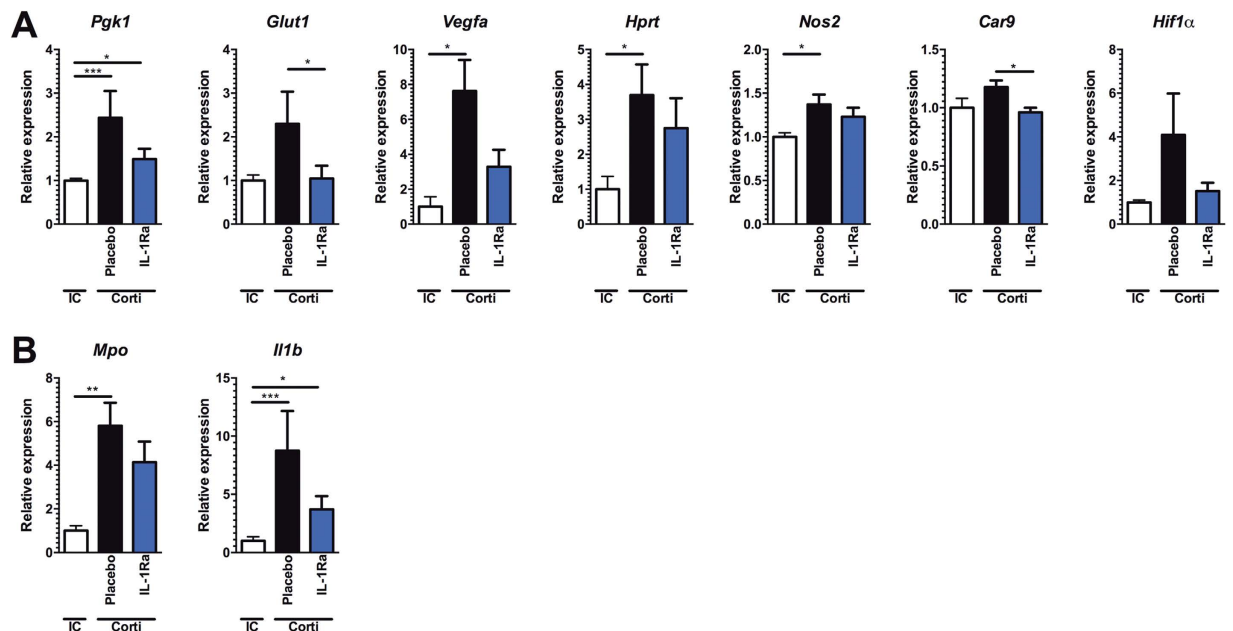 A
Pgk1 Glut1 Vegfa Hprt Nos2 Car9 Hif1α
Relative expression
4
3
2
1
0
*
***
Placebo
IL-1Ra
IC Corti
Relative expression
4
3
2
1
0
*
Placebo
IL-1Ra
IC Corti
Relative expression
10
8
6
4
2
0
*
Placebo
IL-1Ra
IC Corti
Relative expression
5
4
3
2
1
0
*
Placebo
IL-1Ra
IC Corti
Relative expression
2.0
1.5
1.0
0.5
0.0
*
Placebo
IL-1Ra
IC Corti
Relative expression
1.5
1.0
0.5
0.0
*
Placebo
IL-1Ra
IC Corti
Relative expression
8
6
4
2
0
Placebo
IL-1Ra
IC Corti
B
Mpo Il1b
Relative expression
8
6
4
2
0
**
Placebo
IL-1Ra
IC Corti
Relative expression
15
10
5
0
*
***
Placebo
IL-1Ra
IC Corti